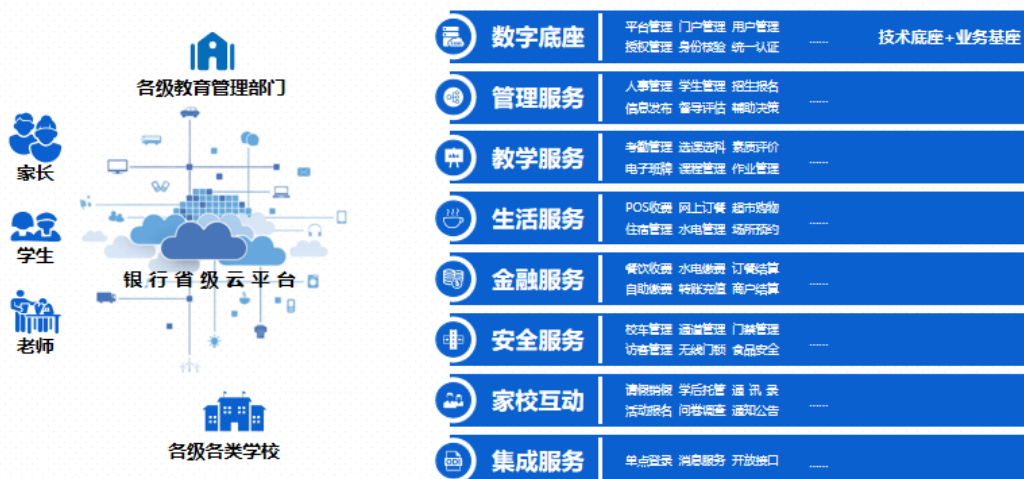 各级教育管理部门
家长
学生
老师
银行省级云平台
各级各类学校
数字底座
平台管理 门户管理 用户管理
授权管理 身份核验 统一认证
......
技术底座+业务基座
管理服务
人事管理 学生管理 招生报名
信息发布 督导评估 辅助决策
......
教学服务
考勤管理 选课选科 素质评价
电子班牌 课程管理 作业管理
......
生活服务
POS收费 网上订餐 超市购物
住宿管理 水电管理 场所预约
......
金融服务
餐饮收费 水电缴费 订餐结算
自助缴费 转账充值 商户结算
......
安全服务
校车管理 通道管理 门禁管理
访客管理 无线门锁 食品安全
......
家校互动
请假销假 学后托管 通 讯 录
活动报名 问卷调查 通知公告
......
集成服务
单点登录 消息服务 开放接口
......